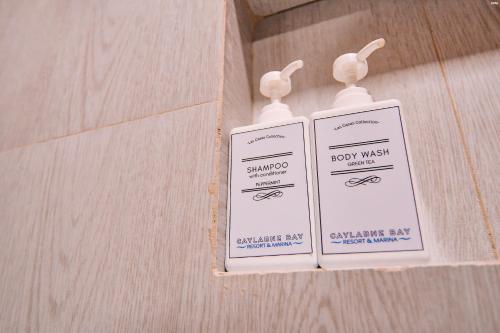 Las Casas Collection
SHAMPOO
with conditioner
PEPPERMINT
CAYLABNE BAY
RESORT & MARINA
Las Casas Collection
BODY WASH
GREEN TEA
CAYLABNE BAY
RESORT & MARINA